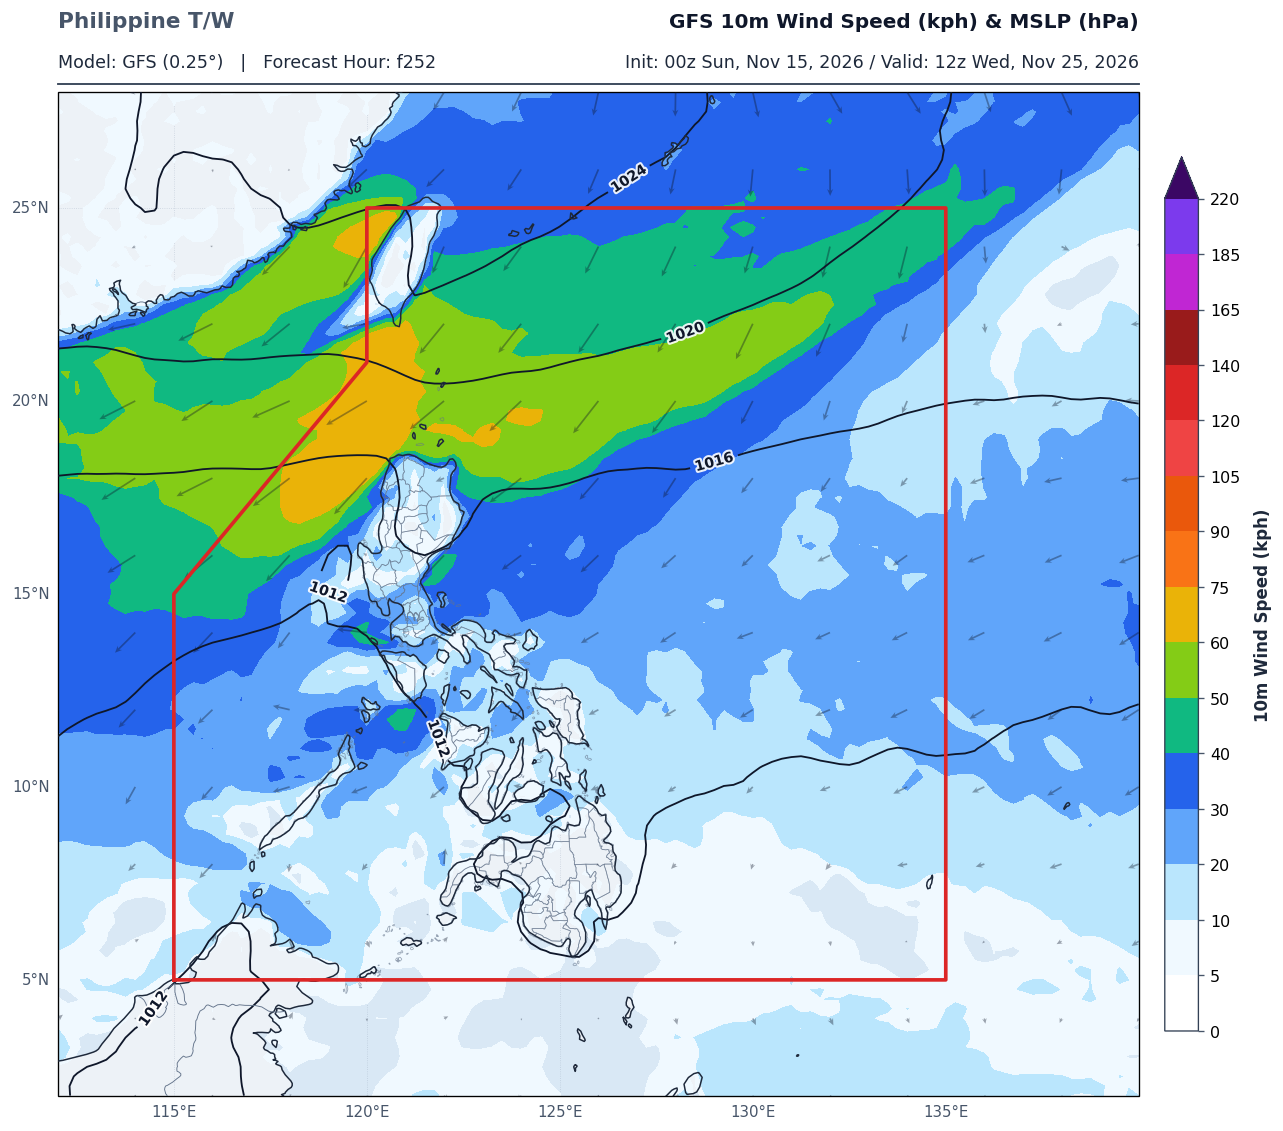 Philippine T/W
GFS 10m Wind Speed (kph) & MSLP (hPa)
Model: GFS (0.25°)   |   Forecast Hour: f252
Init: 00z Sun, Nov 15, 2026 / Valid: 12z Wed, Nov 25, 2026
25°N
20°N
15°N
10°N
5°N
115°E
120°E
125°E
130°E
135°E
1024
1020
1016
1012
1012
1012
220
185
165
140
120
105
90
75
60
50
40
30
20
10
5
0
10m Wind Speed (kph)